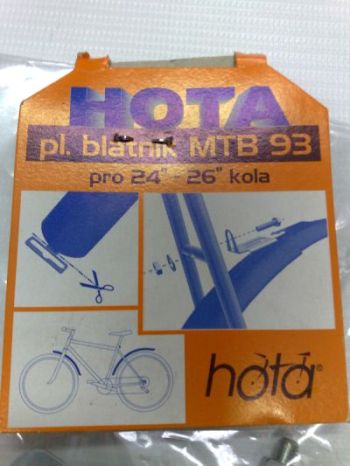 HOTA
pl. blatník MTB 93
pro 24" - 26" kola
hota®